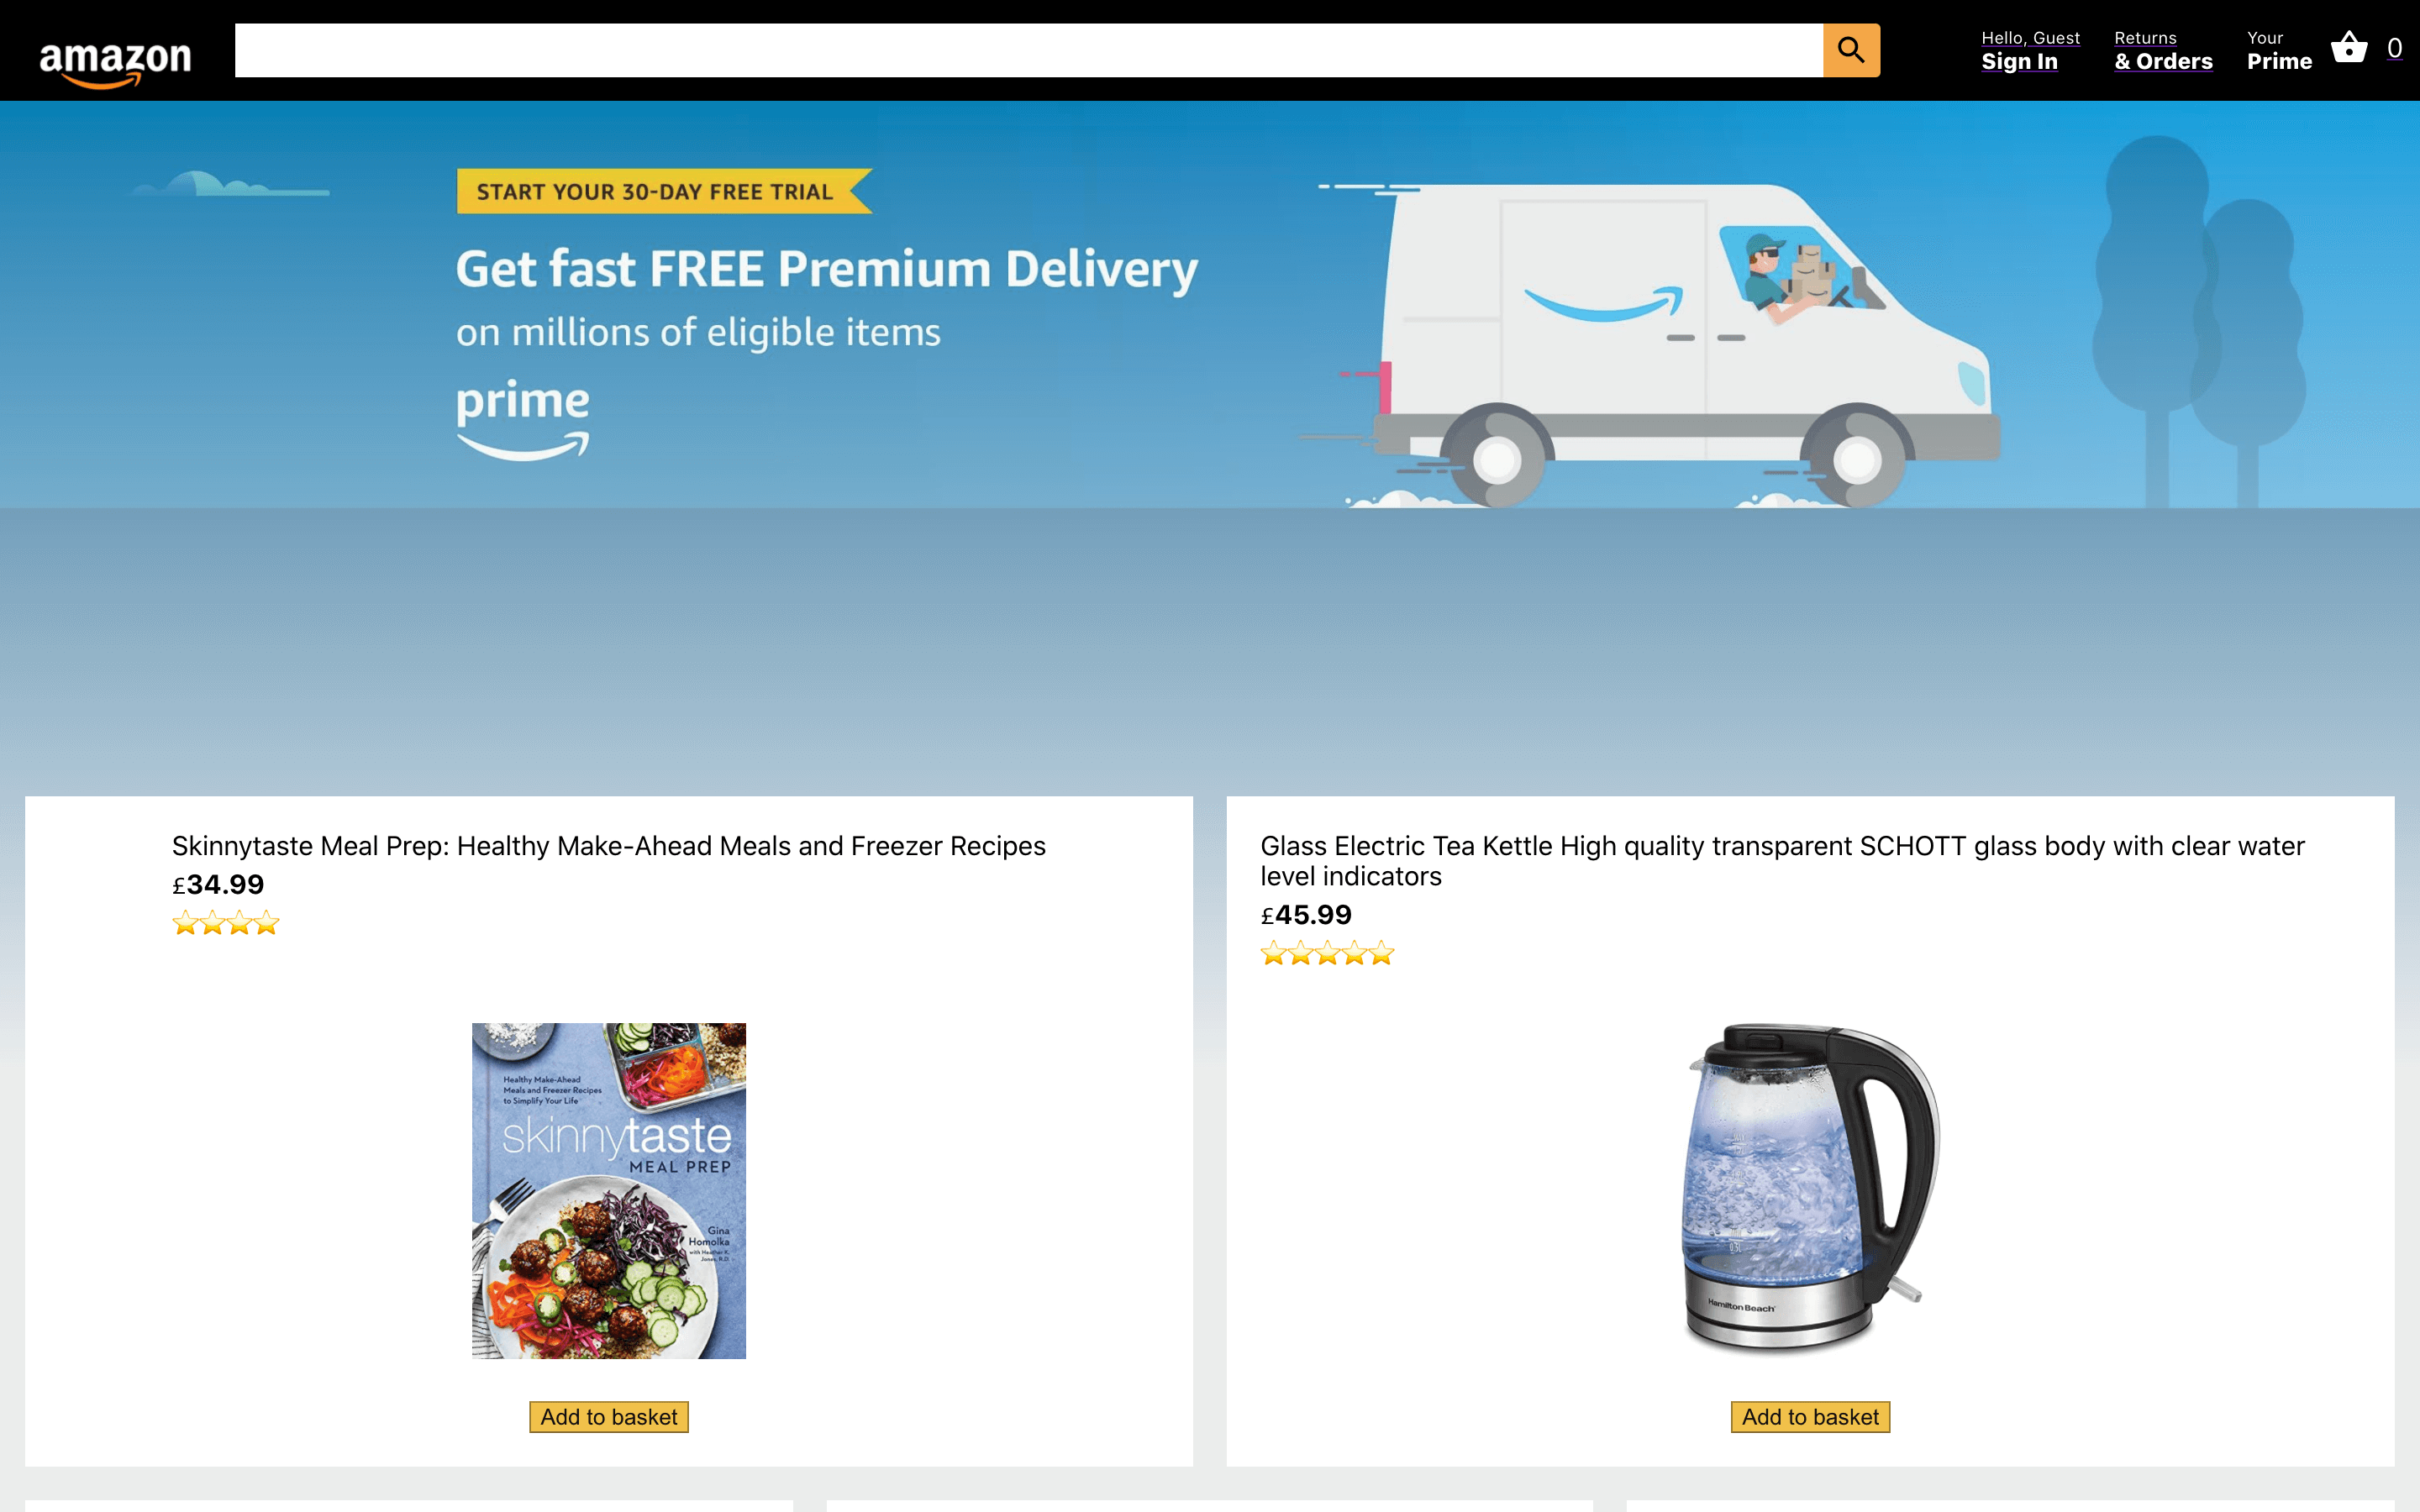 amazon
Hello, Guest
Sign In
Returns
& Orders
Your
Prime
0
START YOUR 30-DAY FREE TRIAL
Get fast FREE Premium Delivery
on millions of eligible items
prime
Skinnytaste Meal Prep: Healthy Make-Ahead Meals and Freezer Recipes
£34.99
Healthy Make-Ahead
Meals and Freezer Recipes
to Simplify Your Life
skinnytaste
MEAL PREP
Gina
Homolka
with Heather K.
Jones, R.D.
Add to basket
Glass Electric Tea Kettle High quality transparent SCHOTT glass body with clear water
level indicators
£45.99
Hamilton Beach
Add to basket